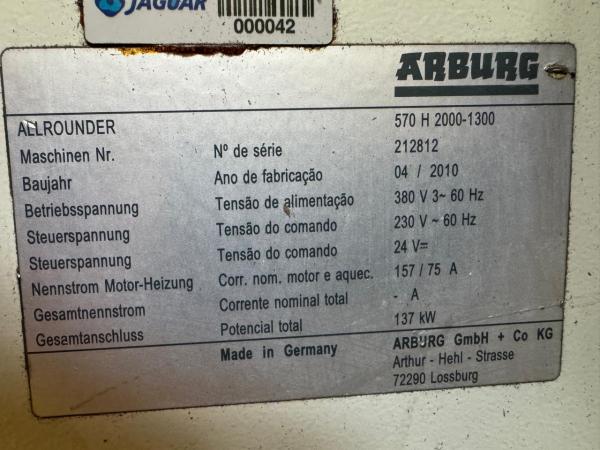 JAGUAR
000042
ARBURG
ALLROUNDER 570 H 2000-1300
Maschinen Nr. Nº de série 212812
Baujahr Ano de fabricação 04 / 2010
Betriebsspannung Tensão de alimentação 380 V 3~ 60 Hz
Steuerspannung Tensão do comando 230 V ~ 60 Hz
Steuerspannung Tensão do comando 24 V⎓
Nennstrom Motor-Heizung Corr. nom. motor e aquec. 157 / 75 A
Gesamtnennstrom Corrente nominal total - A
Gesamtanschluss Potencial total 137 kW
Made in Germany ARBURG GmbH + Co KG
Arthur - Hehl - Strasse
72290 Lossburg